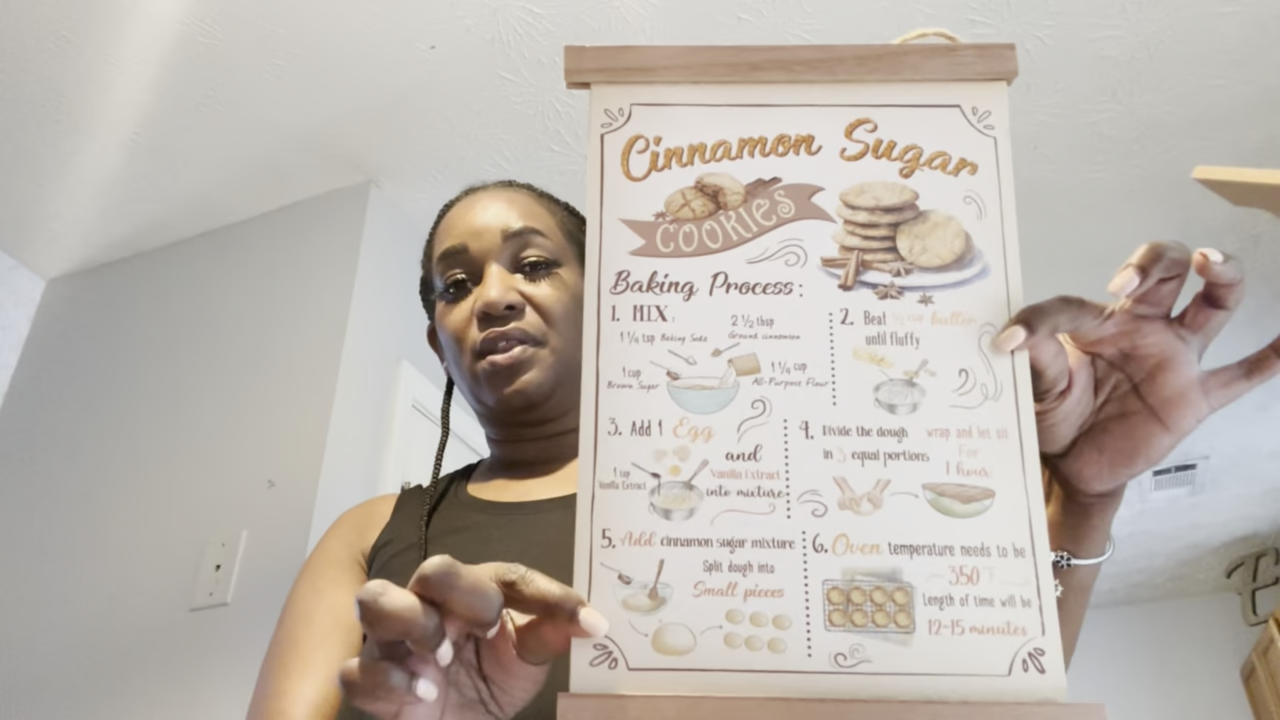 Cinnamon Sugar
COOKIES
Baking Process:
1. MIX:
1 ¼ tsp Baking Soda
2 ½ tbsp
Ground cinnamon
1 cup
Brown Sugar
1 ¼ cup
All-Purpose Flour
2. Beat ½ cup butter
until fluffy
3. Add 1 Egg
and
1 tsp
Vanilla Extract
Vanilla Extract
into mixture
4. Divide the dough
in 3 equal portions
wrap and let sit
For
1 hour
5. Add cinnamon sugar mixture
Split dough into
Small pieces
6. Oven temperature needs to be
350°F
Length of time will be
12-15 minutes